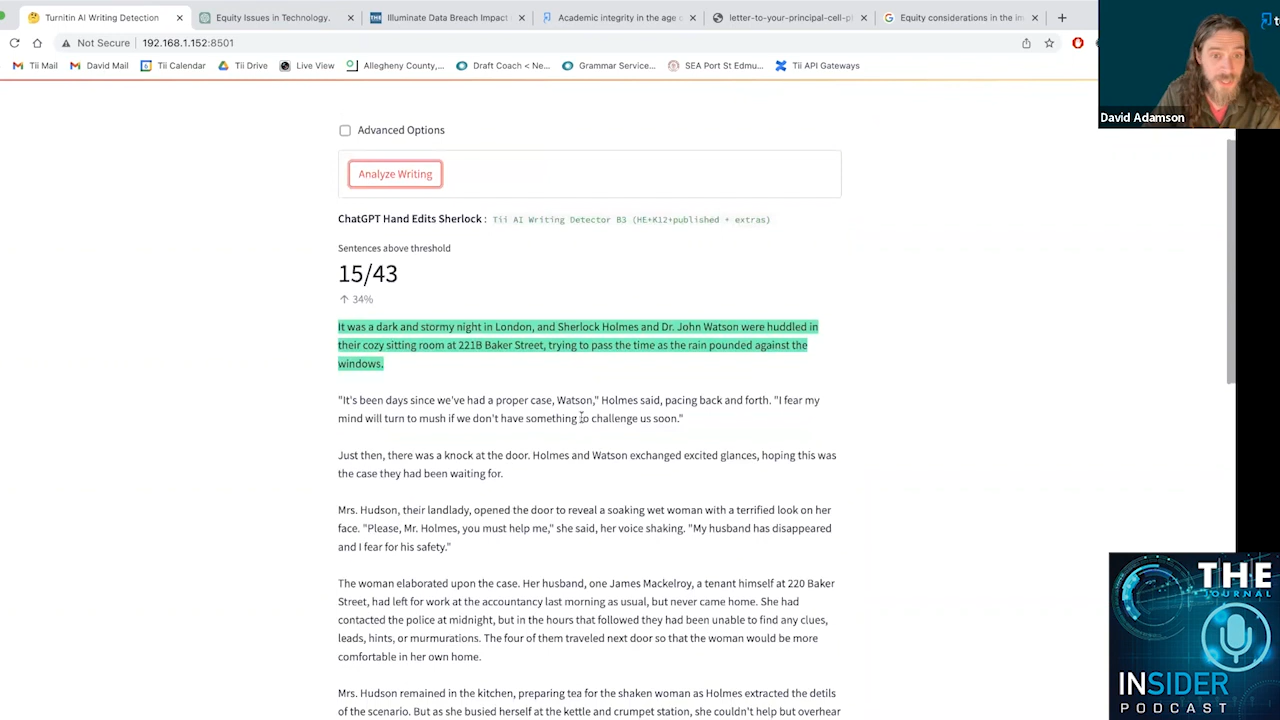 Turnitin AI Writing Detection
Equity Issues in Technology.
Illuminate Data Breach Impact
Academic integrity in the age
letter-to-your-principal-cell-pl
Equity considerations in the im
Not Secure
192.168.1.152:8501
Tii Mail
David Mail
Tii Calendar
Tii Drive
Live View
Allegheny County,...
Draft Coach < Ne...
Grammar Service...
SEA Port St Edmu...
Tii API Gateways
David Adamson
Advanced Options
Analyze Writing
ChatGPT Hand Edits Sherlock : Tii AI Writing Detector B3 (HE+K12+published + extras)
Sentences above threshold
15/43
↑ 34%
It was a dark and stormy night in London, and Sherlock Holmes and Dr. John Watson were huddled in
their cozy sitting room at 221B Baker Street, trying to pass the time as the rain pounded against the
windows.
"It's been days since we've had a proper case, Watson," Holmes said, pacing back and forth. "I fear my
mind will turn to mush if we don't have something to challenge us soon."
Just then, there was a knock at the door. Holmes and Watson exchanged excited glances, hoping this was
the case they had been waiting for.
Mrs. Hudson, their landlady, opened the door to reveal a soaking wet woman with a terrified look on her
face. "Please, Mr. Holmes, you must help me," she said, her voice shaking. "My husband has disappeared
and I fear for his safety."
The woman elaborated upon the case. Her husband, one James Mackelroy, a tenant himself at 220 Baker
Street, had left for work at the accountancy last morning as usual, but never came home. She had
contacted the police at midnight, but in the hours that followed they had been unable to find any clues,
leads, hints, or murmurations. The four of them traveled next door so that the woman would be more
comfortable in her own home.
Mrs. Hudson remained in the kitchen, preparing tea for the shaken woman as Holmes extracted the detils
of the scenario. But as she bu the kettle and crumpet station, she couldn't help but overhear
THE
JOURNAL
INSIDER
PODCAST